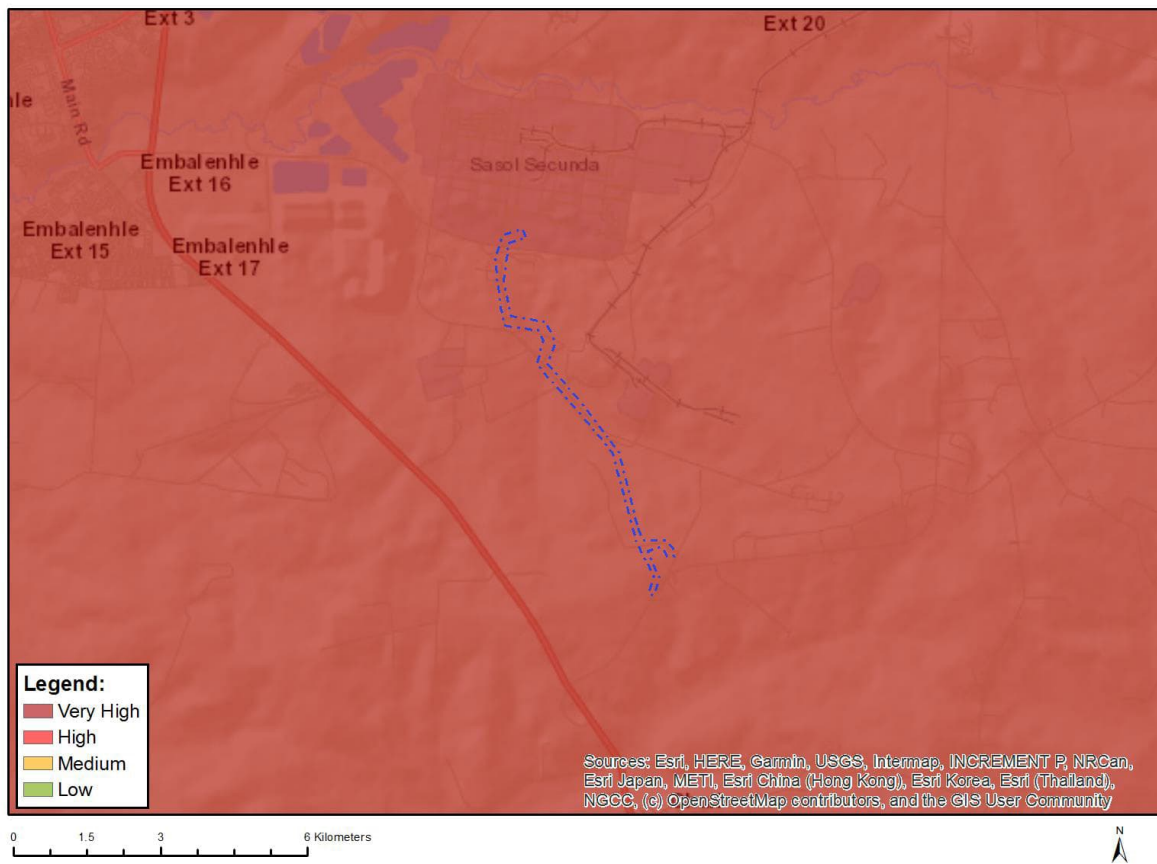 Ext 3
Ext 20
Main Rd
Embalenhle
Ext 16
Sasol Secunda
Embalenhle
Ext 15
Embalenhle
Ext 17
Legend:
Very High
High
Medium
Low
Sources: Esri, HERE, Garmin, USGS, Intermap, INCREMENT P, NRCan,
Esri Japan, METI, Esri China (Hong Kong), Esri Korea, Esri (Thailand),
NGCC, (c) OpenStreetMap contributors, and the GIS User Community
0 1.5 3 6 Kilometers
N